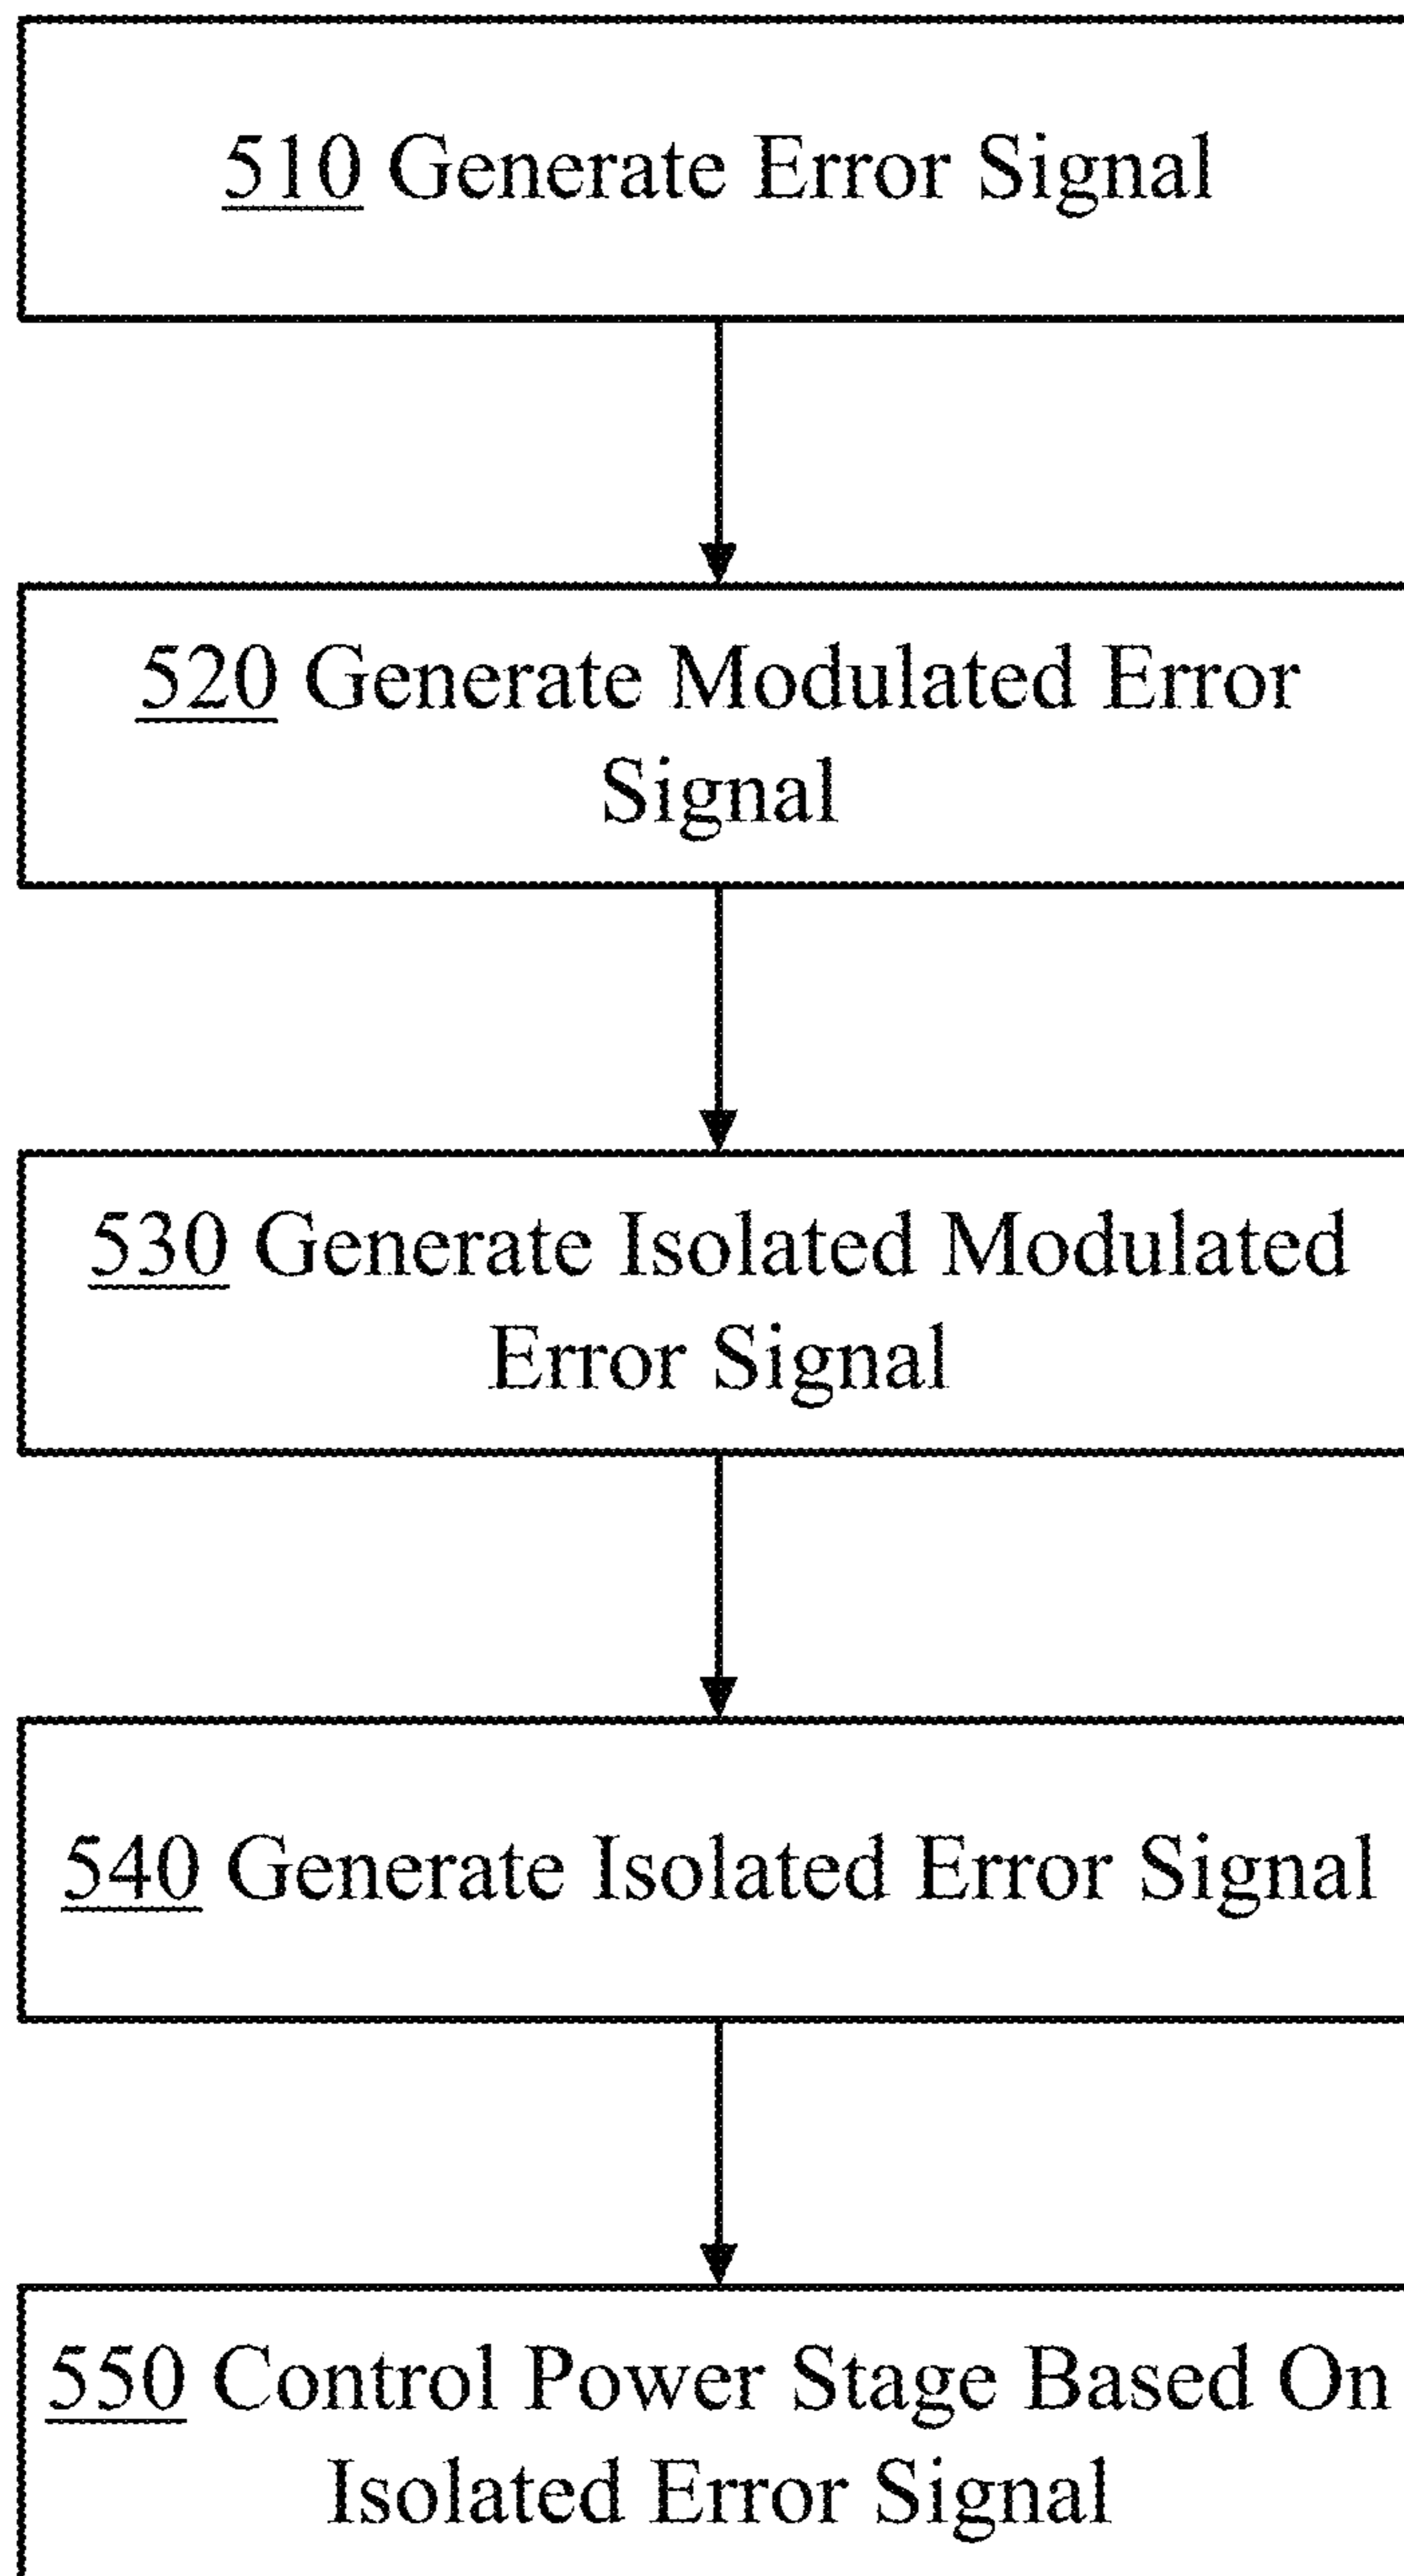 510 Generate Error Signal
520 Generate Modulated Error
Signal
530 Generate Isolated Modulated
Error Signal
540 Generate Isolated Error Signal
550 Control Power Stage Based On
Isolated Error Signal